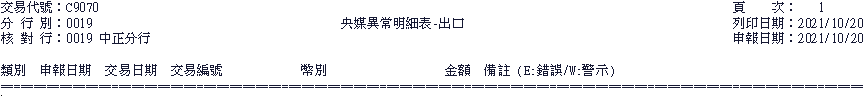 交易代號：C9070 頁 次： 1
分 行 別：0019 央媒異常明細表-出口 列印日期：2021/10/20
核 對 行：0019 中正分行 申報日期：2021/10/20
類別 申報日期 交易日期 交易編號 幣別 金額 備註 (E:錯誤/W:警示)
====================================================================================================